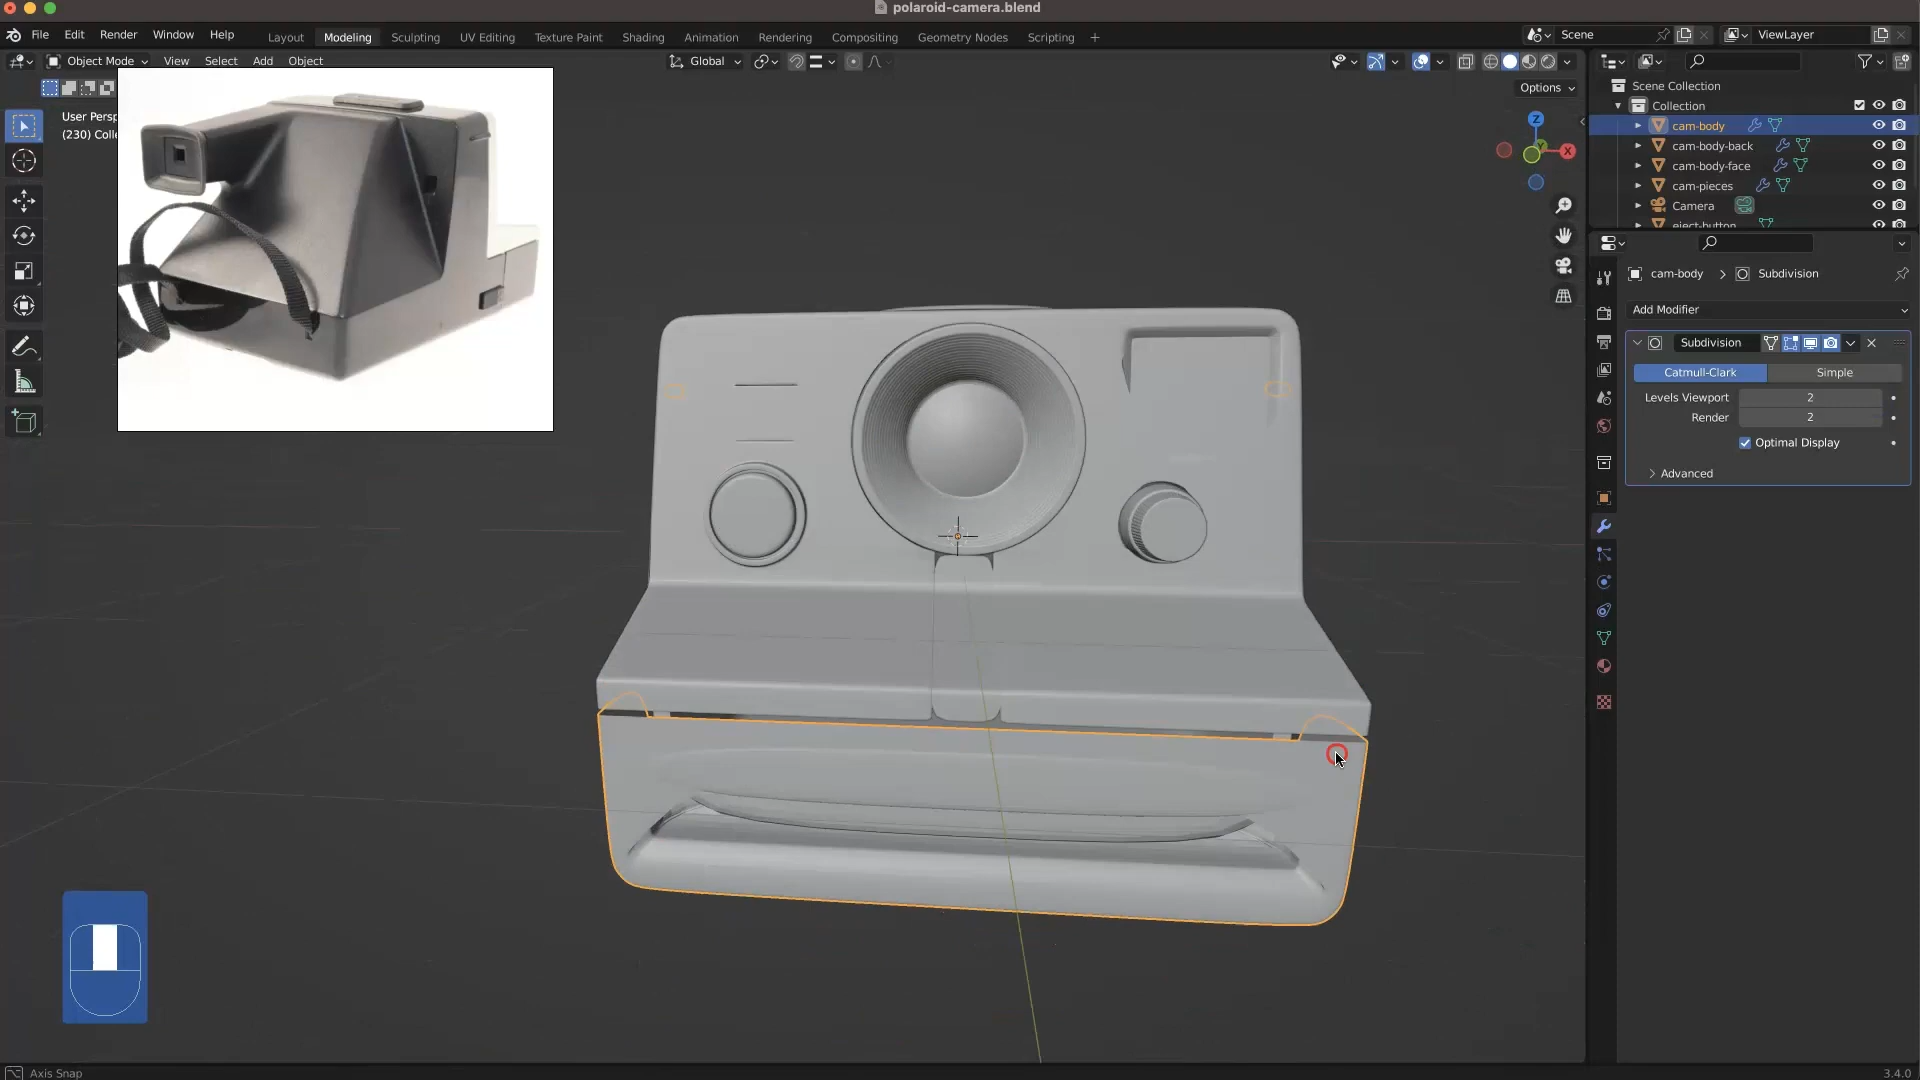 polaroid-camera.blend
File Edit Render Window Help Layout Modeling Sculpting UV Editing Texture Paint Shading Animation Rendering Compositing Geometry Nodes Scripting + Scene ViewLayer
Object Mode View Select Add Object Global
Options
User Persp
(230) Colle
Z
Y
X
Scene Collection
Collection
cam-body
cam-body-back
cam-body-face
cam-pieces
Camera
eject-button
cam-body > Subdivision
Add Modifier
Subdivision
Catmull-Clark Simple
Levels Viewport 2
Render 2
Optimal Display
Advanced
Axis Snap
3.4.0